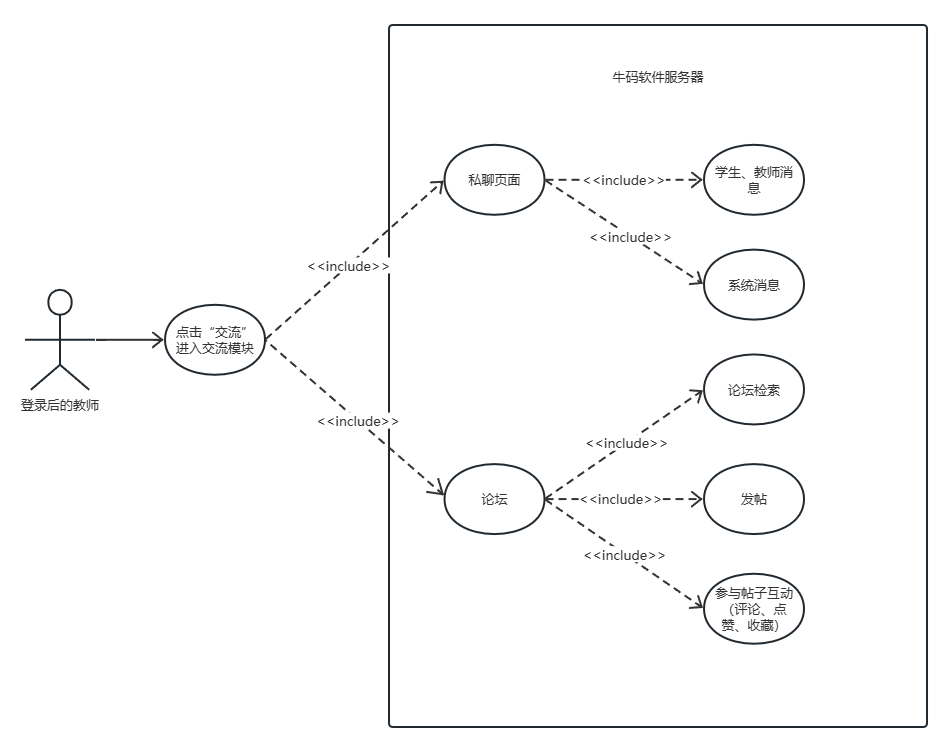 牛码软件服务器
私聊页面
<<include>>
学生、教师消
息
<<include>>
<<include>>
系统消息
点击“交流”
进入交流模块
登录后的教师
论坛检索
<<include>>
<<include>>
论坛
<<include>>
发帖
<<include>>
参与帖子互动
（评论、点
赞、收藏）